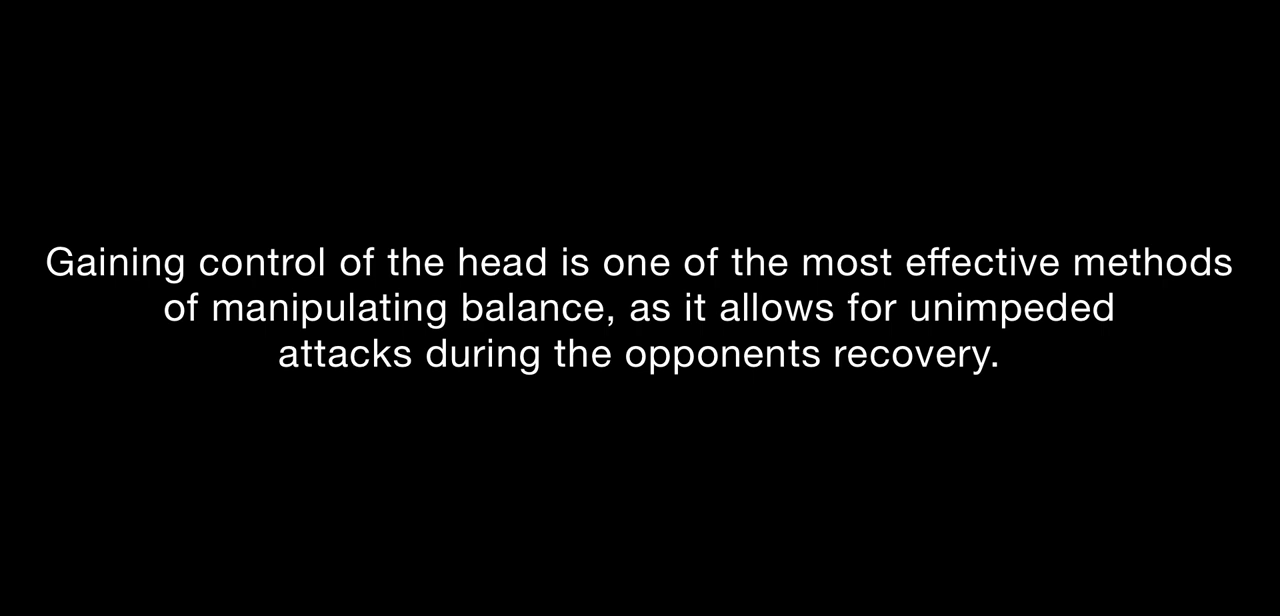 Gaining control of the head is one of the most effective methods
of manipulating balance, as it allows for unimpeded
attacks during the opponents recovery.